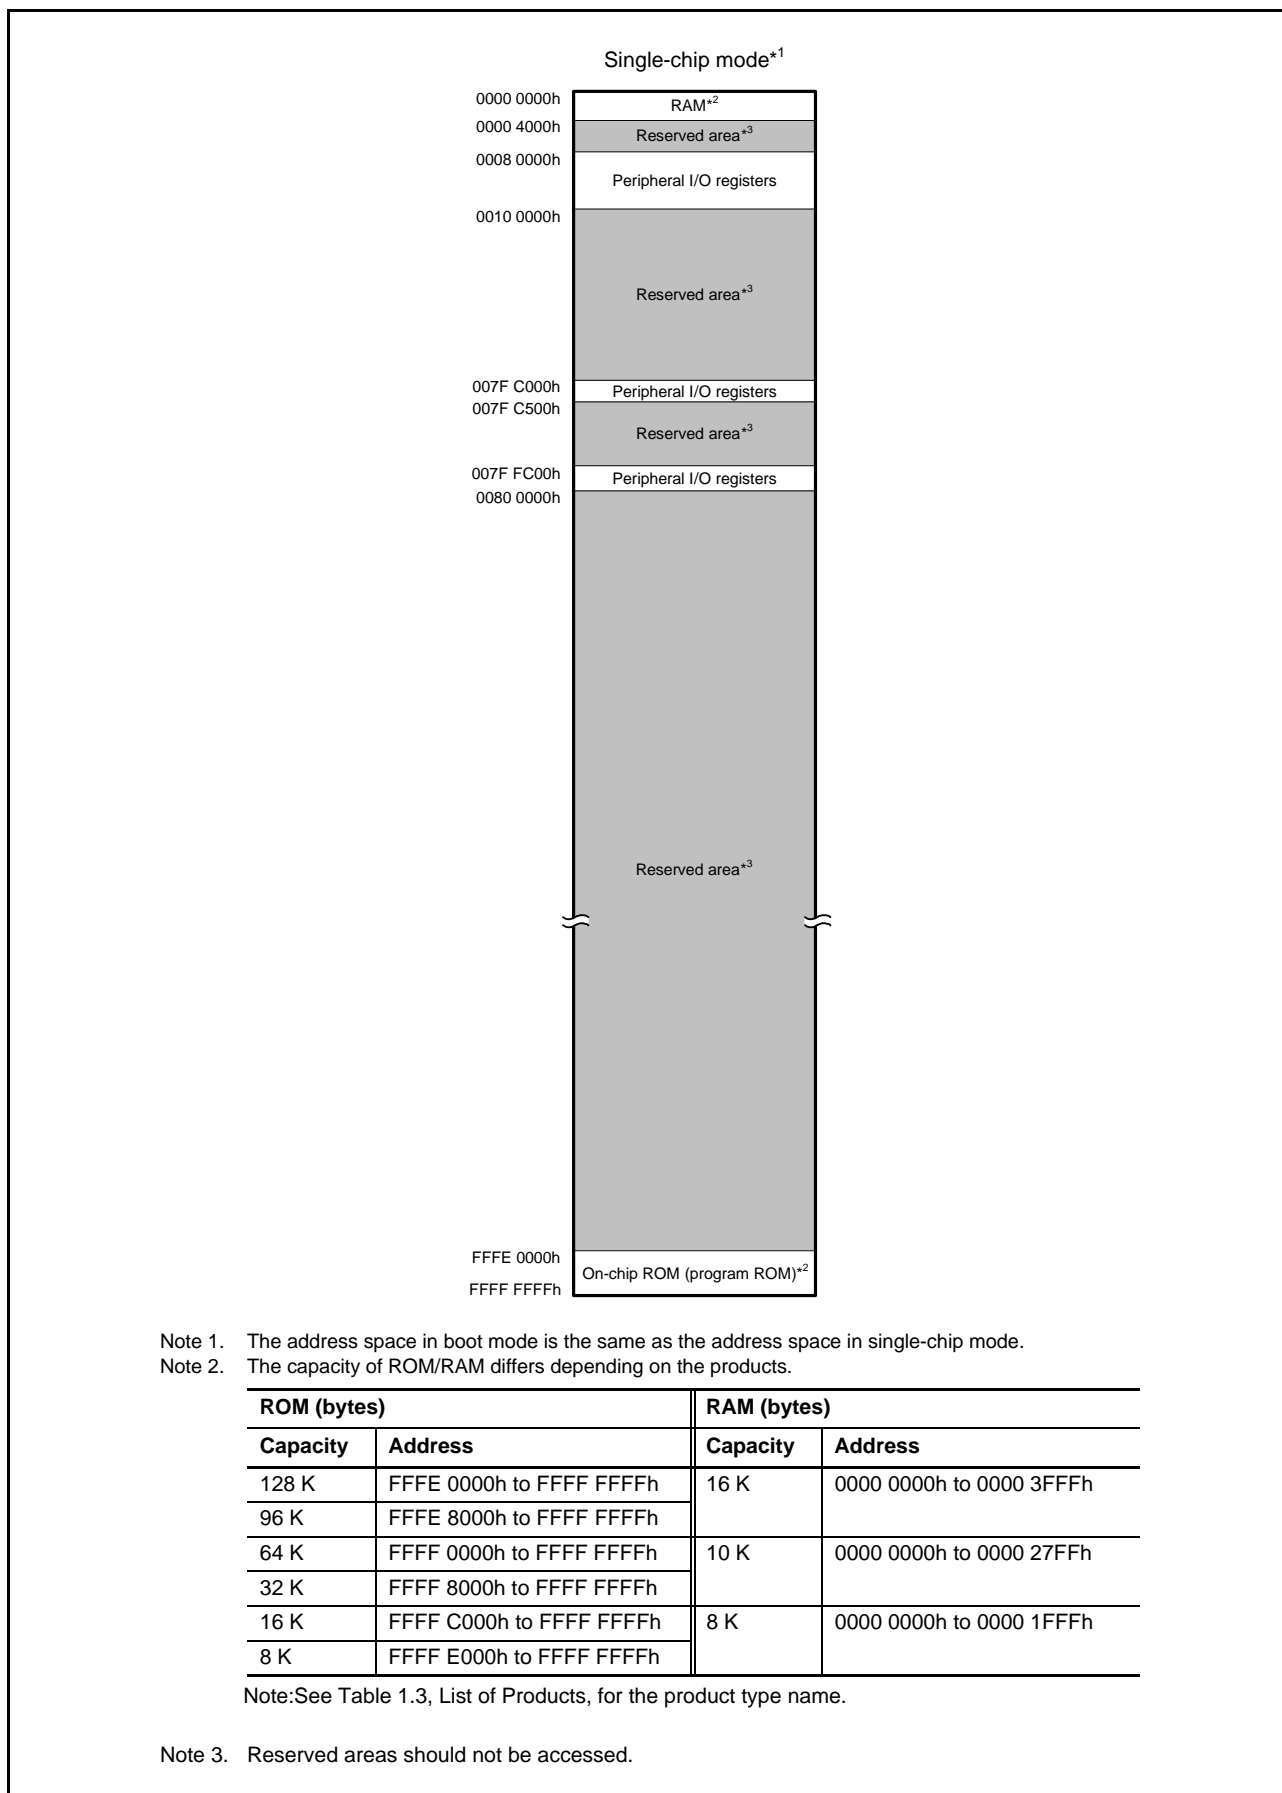 Single-chip mode*1
0000 0000h
RAM*2
0000 4000h
Reserved area*3
0008 0000h
Peripheral I/O registers
0010 0000h
Reserved area*3
007F C000h
Peripheral I/O registers
007F C500h
Reserved area*3
007F FC00h
Peripheral I/O registers
0080 0000h
Reserved area*3
FFFE 0000h
On-chip ROM (program ROM)*2
FFFF FFFFh
Note 1. The address space in boot mode is the same as the address space in single-chip mode.
Note 2. The capacity of ROM/RAM differs depending on the products.
ROM (bytes) RAM (bytes)
Capacity Address Capacity Address
128 K FFFE 0000h to FFFF FFFFh 16 K 0000 0000h to 0000 3FFFh
96 K FFFE 8000h to FFFF FFFFh
64 K FFFF 0000h to FFFF FFFFh 10 K 0000 0000h to 0000 27FFh
32 K FFFF 8000h to FFFF FFFFh
16 K FFFF C000h to FFFF FFFFh 8 K 0000 0000h to 0000 1FFFh
8 K FFFF E000h to FFFF FFFFh
Note:See Table 1.3, List of Products, for the product type name.
Note 3. Reserved areas should not be accessed.